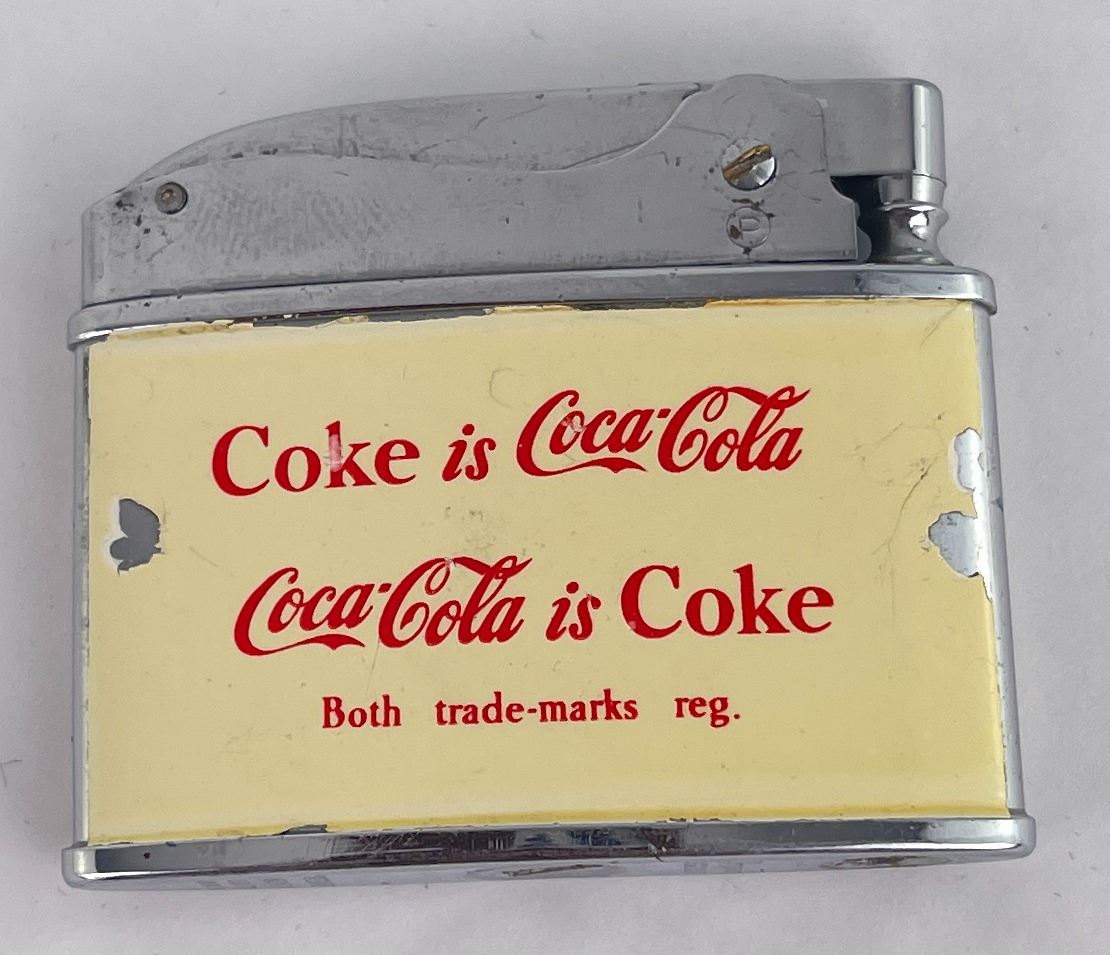 Coke is Coca-Cola
Coca-Cola is Coke
Both trade-marks reg.